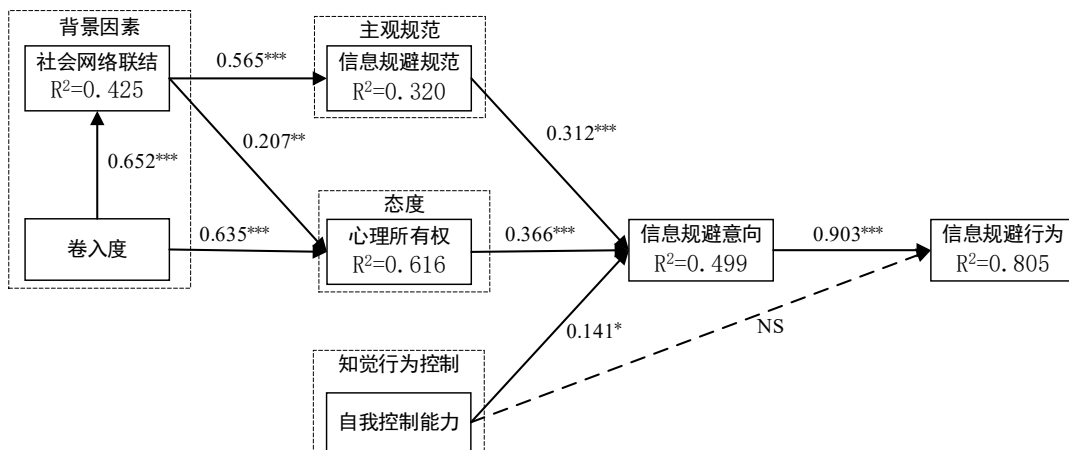 背景因素
社会网络联结
R²=0.425
0.652***
卷入度
0.565***
0.207**
0.635***
主观规范
信息规避规范
R²=0.320
态度
心理所有权
R²=0.616
知觉行为控制
自我控制能力
0.312***
0.366***
0.141*
信息规避意向
R²=0.499
0.903***
NS
信息规避行为
R²=0.805